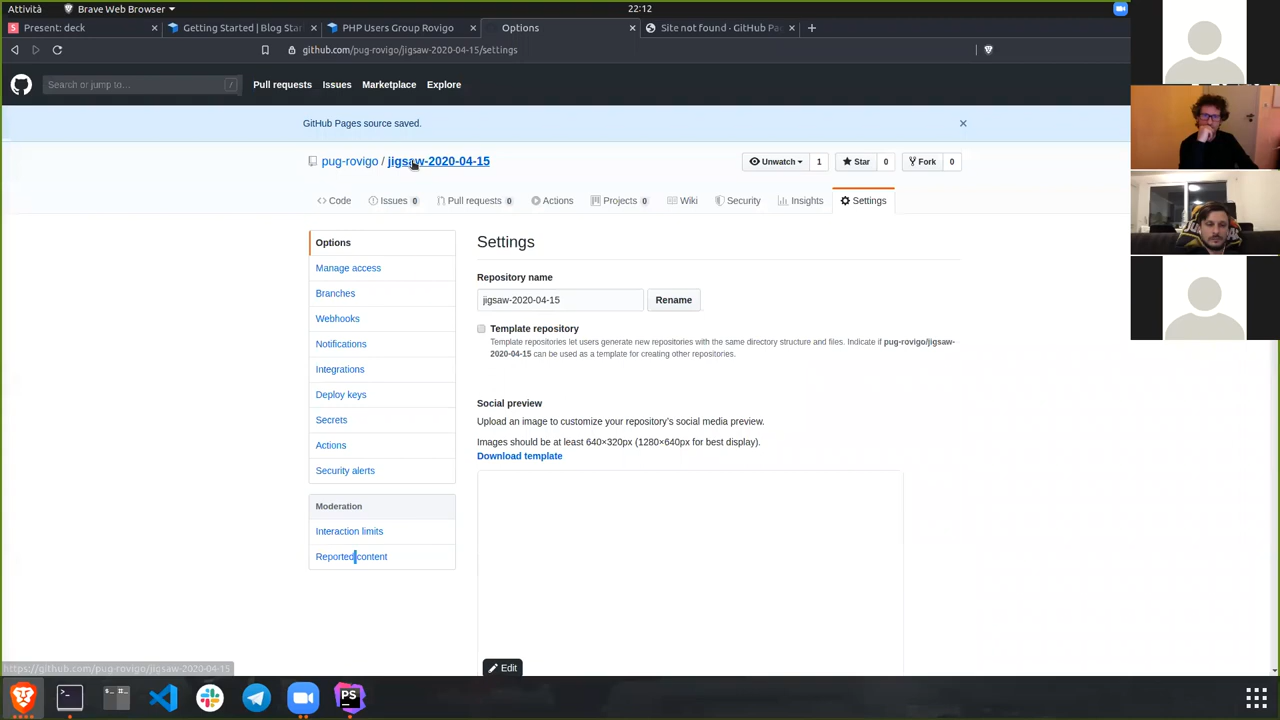 Attività
Brave Web Browser
22:12
Present: deck
Getting Started | Blog Star
PHP Users Group Rovigo
Options
Site not found · GitHub Pa
github.com/pug-rovigo/jigsaw-2020-04-15/settings
Search or jump to...
/
Pull requests
Issues
Marketplace
Explore
GitHub Pages source saved.
pug-rovigo / jigsaw-2020-04-15
Unwatch 1
Star 0
Fork 0
Code
Issues 0
Pull requests 0
Actions
Projects 0
Wiki
Security
Insights
Settings
Options
Manage access
Branches
Webhooks
Notifications
Integrations
Deploy keys
Secrets
Actions
Security alerts
Moderation
Interaction limits
Reported content
Settings
Repository name
jigsaw-2020-04-15
Rename
Template repository
Template repositories let users generate new repositories with the same directory structure and files. Indicate if pug-rovigo/jigsaw-
2020-04-15 can be used as a template for creating other repositories.
Social preview
Upload an image to customize your repository's social media preview.
Images should be at least 640×320px (1280×640px for best display).
Download template
Edit
https://github.com/pug-rovigo/jigsaw-2020-04-15
PS